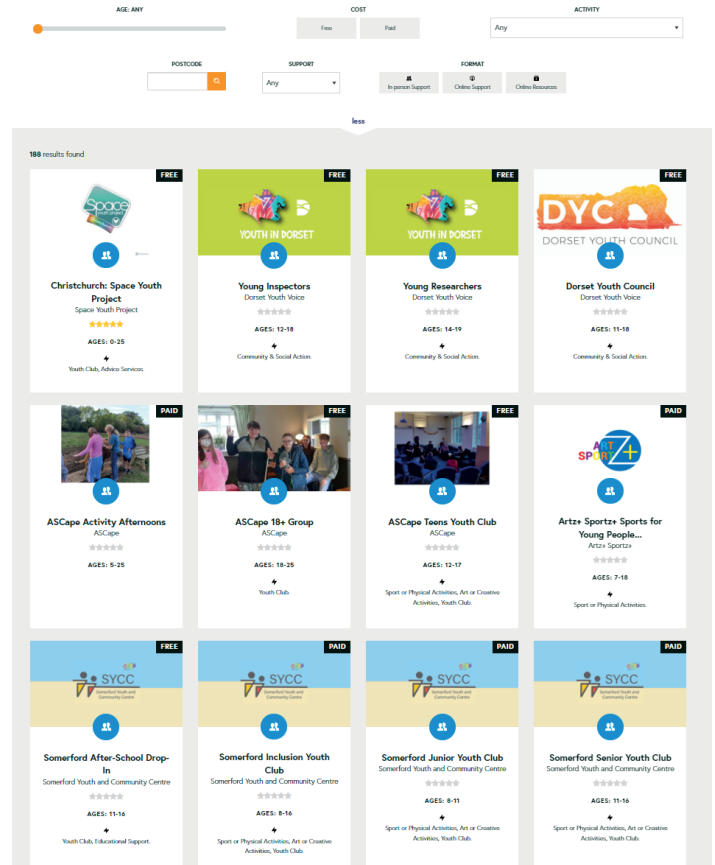 AGE: ANY
COST
ACTIVITY
Free
Paid
Any
POSTCODE
SUPPORT
FORMAT
Any
In-person Support
Online Support
Online Resources
less
188 results found
FREE
Space
youth project
Christchurch: Space Youth
Project
Space Youth Project
AGES: 0-25
Youth Club, Advice Services.
FREE
YOUTH iN DORSET
Young Inspectors
Dorset Youth Voice
AGES: 12-18
Community & Social Action.
FREE
YOUTH iN DORSET
Young Researchers
Dorset Youth Voice
AGES: 14-19
Community & Social Action.
FREE
DYC
DORSET YOUTH COUNCIL
Dorset Youth Council
Dorset Youth Voice
AGES: 11-18
Community & Social Action.
PAID
ASCape Activity Afternoons
ASCape
AGES: 5-25
FREE
ASCape 18+ Group
ASCape
AGES: 18-25
Youth Club.
FREE
ASCape Teens Youth Club
ASCape
AGES: 12-17
Sport or Physical Activities, Art or Creative
Activities, Youth Club.
PAID
ART
SPORTZ+
Artz+ Sportz+ Sports for
Young People...
Artz+ Sportz+
AGES: 7-18
Sport or Physical Activities.
FREE
SYCC
Somerford Youth and
Community Centre
Somerford After-School Drop-
In
Somerford Youth and Community Centre
AGES: 11-16
Youth Club, Educational Support.
PAID
SYCC
Somerford Youth and
Community Centre
Somerford Inclusion Youth
Club
Somerford Youth and Community Centre
AGES: 8-16
Sport or Physical Activities, Art or Creative
Activities, Youth Club.
PAID
SYCC
Somerford Youth and
Community Centre
Somerford Junior Youth Club
Somerford Youth and Community Centre
AGES: 8-11
Sport or Physical Activities, Art or Creative
Activities, Youth Club.
PAID
SYCC
Somerford Youth and
Community Centre
Somerford Senior Youth Club
Somerford Youth and Community Centre
AGES: 11-16
Sport or Physical Activities, Art or Creative
Activities, Youth Club.